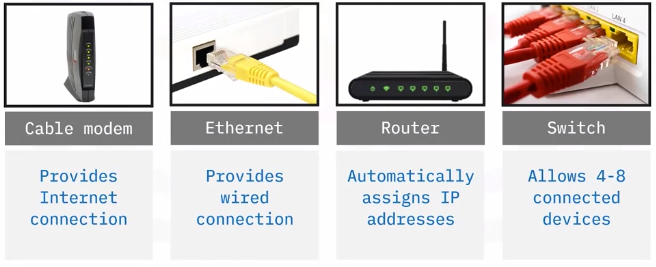 LAN 4
Cable modem
Ethernet
Router
Switch
Provides
Internet
connection
Provides
wired
connection
Automatically
assigns IP
addresses
Allows 4-8
connected
devices